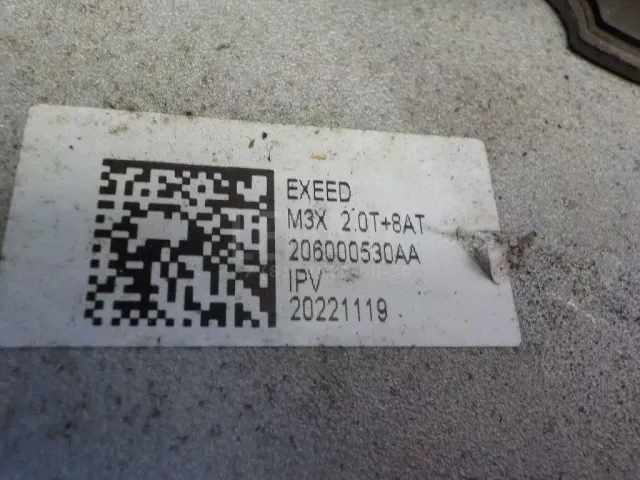 EXEED
M3X 2.0T+8AT
206000530AA
IPV
20221119